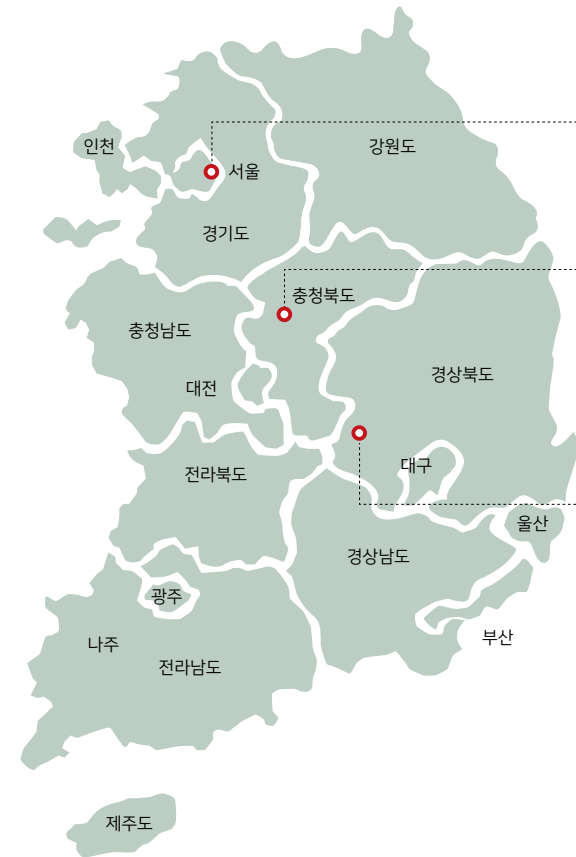 인천
강원도
서울
경기도
충청북도
충청남도
경상북도
대전
대구
전라북도
울산
경상남도
광주
부산
나주
전라남도
제주도